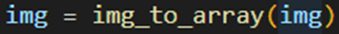 img = img_to_array(img)